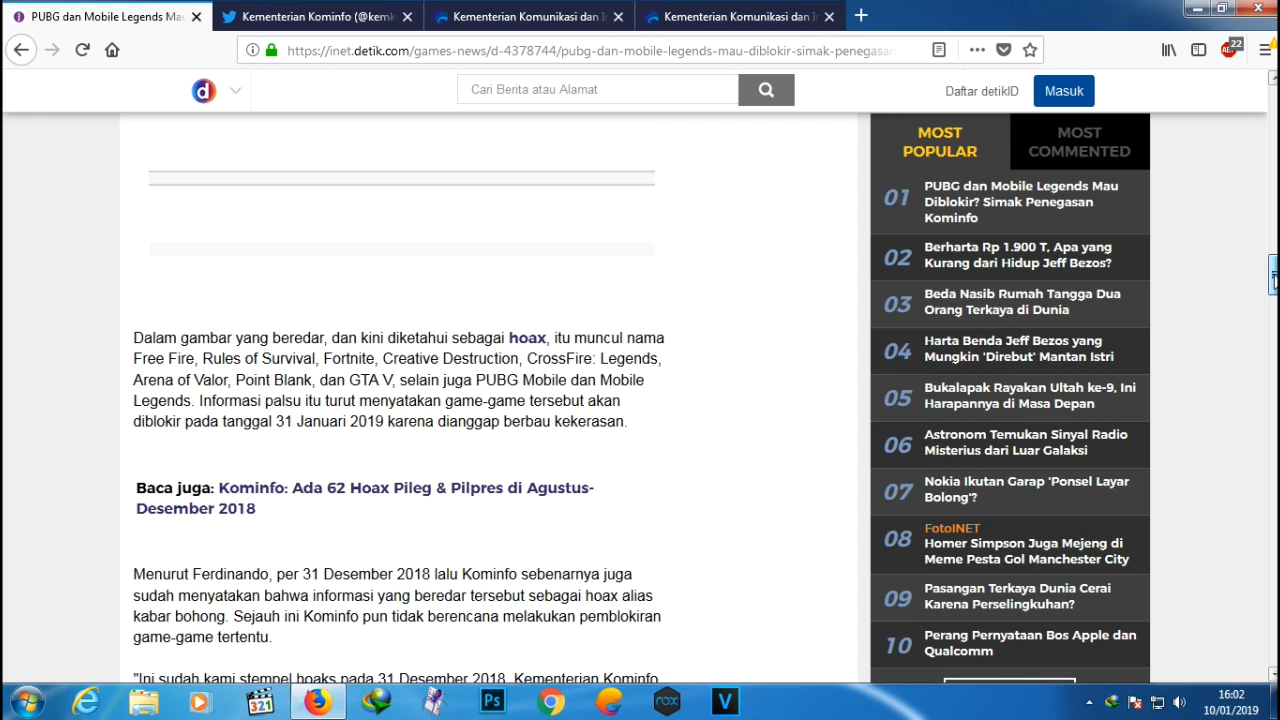 PUBG dan Mobile Legends Mau
Kementerian Kominfo (@kemk
Kementerian Komunikasi dan I
Kementerian Komunikasi dan I
https://inet.detik.com/games-news/d-4378744/pubg-dan-mobile-legends-mau-diblokir-simak-penegasan
22
d
Cari Berita atau Alamat
Daftar detikID
Masuk
Dalam gambar yang beredar, dan kini diketahui sebagai hoax, itu muncul nama
Free Fire, Rules of Survival, Fortnite, Creative Destruction, CrossFire: Legends,
Arena of Valor, Point Blank, dan GTA V, selain juga PUBG Mobile dan Mobile
Legends. Informasi palsu itu turut menyatakan game-game tersebut akan
diblokir pada tanggal 31 Januari 2019 karena dianggap berbau kekerasan.
Baca juga: Kominfo: Ada 62 Hoax Pileg & Pilpres di Agustus-
Desember 2018
Menurut Ferdinando, per 31 Desember 2018 lalu Kominfo sebenarnya juga
sudah menyatakan bahwa informasi yang beredar tersebut sebagai hoax alias
kabar bohong. Sejauh ini Kominfo pun tidak berencana melakukan pemblokiran
game-game tertentu.
"Ini sudah kami stempel hoaks pada 31 Desember 2018. Kementerian Kominfo
MOST
POPULAR
MOST
COMMENTED
01
PUBG dan Mobile Legends Mau
Diblokir? Simak Penegasan
Kominfo
02
Berharta Rp 1.900 T, Apa yang
Kurang dari Hidup Jeff Bezos?
03
Beda Nasib Rumah Tangga Dua
Orang Terkaya di Dunia
04
Harta Benda Jeff Bezos yang
Mungkin 'Direbut' Mantan Istri
05
Bukalapak Rayakan Ultah ke-9, Ini
Harapannya di Masa Depan
06
Astronom Temukan Sinyal Radio
Misterius dari Luar Galaksi
07
Nokia Ikutan Garap 'Ponsel Layar
Bolong'?
08
FotoINET
Homer Simpson Juga Mejeng di
Meme Pesta Gol Manchester City
09
Pasangan Terkaya Dunia Cerai
Karena Perselingkuhan?
10
Perang Pernyataan Bos Apple dan
Qualcomm
321
Ps
nox
V
16:02
10/01/2019